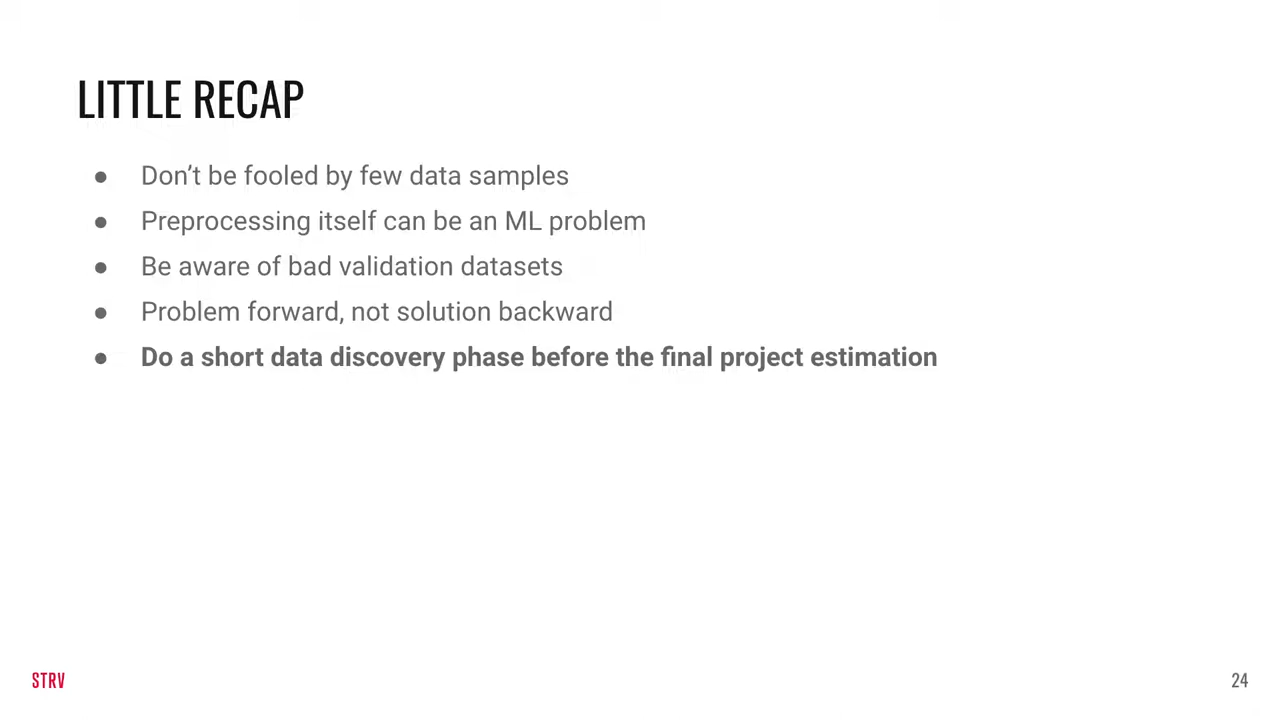 LITTLE RECAP
● Don’t be fooled by few data samples
● Preprocessing itself can be an ML problem
● Be aware of bad validation datasets
● Problem forward, not solution backward
● Do a short data discovery phase before the final project estimation
STRV
24